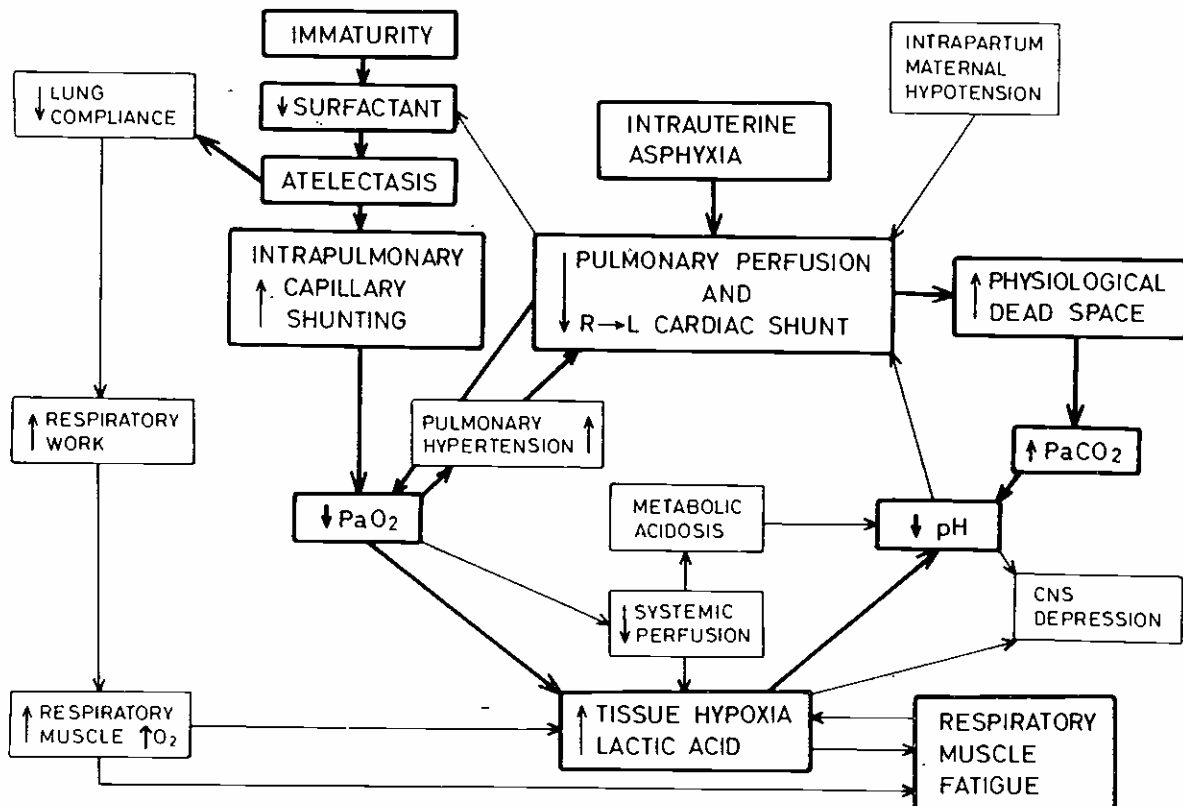 IMMATURITY
↓ SURFACTANT
ATELECTASIS
INTRAPULMONARY
↑ CAPILLARY
SHUNTING
↓ LUNG
COMPLIANCE
↑ RESPIRATORY
WORK
↑ RESPIRATORY
MUSCLE ↑O₂
INTRAUTERINE
ASPHYXIA
INTRAPARTUM
MATERNAL
HYPOTENSION
↓ PULMONARY PERFUSION
AND
↓ R→L CARDIAC SHUNT
↑ PHYSIOLOGICAL
DEAD SPACE
PULMONARY
HYPERTENSION ↑
↑ PaCO₂
↓ PaO₂
METABOLIC
ACIDOSIS
↓ pH
↓ SYSTEMIC
PERFUSION
CNS
DEPRESSION
↑ TISSUE HYPOXIA
LACTIC ACID
RESPIRATORY
MUSCLE
FATIGUE